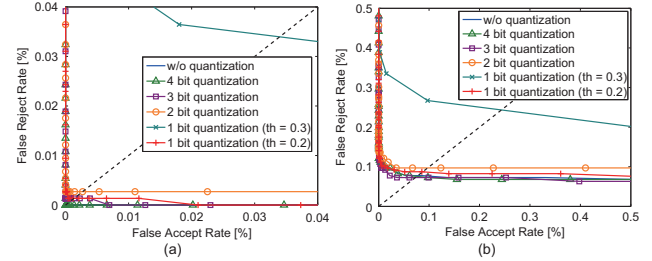 0.04
0.03
0.02
0.01
0
False Reject Rate [%]
w/o quantization
4 bit quantization
3 bit quantization
2 bit quantization
1 bit quantization (th = 0.3)
1 bit quantization (th = 0.2)
0 0.01 0.02 0.03 0.04
False Accept Rate [%]
(a)
0.5
0.4
0.3
0.2
0.1
0
False Reject Rate [%]
w/o quantization
4 bit quantization
3 bit quantization
2 bit quantization
1 bit quantization (th = 0.3)
1 bit quantization (th = 0.2)
0 0.1 0.2 0.3 0.4 0.5
False Accept Rate [%]
(b)